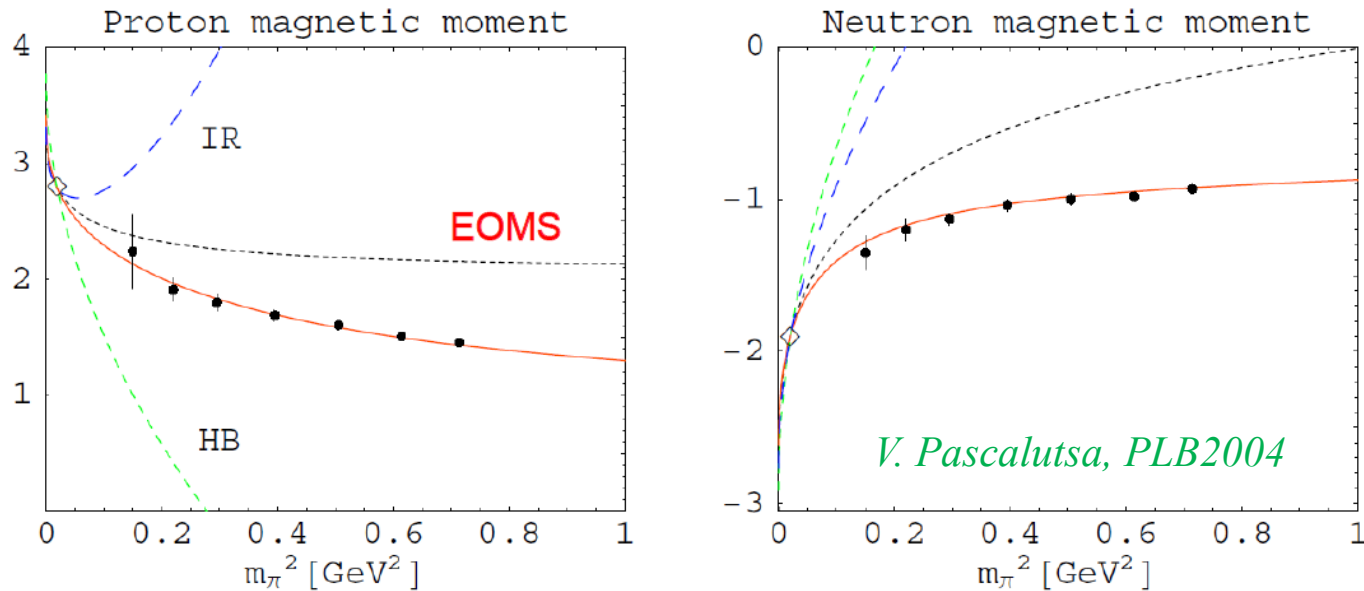 Proton magnetic moment
4
3
2
1
0 0.2 0.4 0.6 0.8 1
m_π²[GeV²]
IR
EOMS
HB
Neutron magnetic moment
0
−1
−2
−3
0 0.2 0.4 0.6 0.8 1
m_π²[GeV²]
V. Pascalutsa, PLB2004